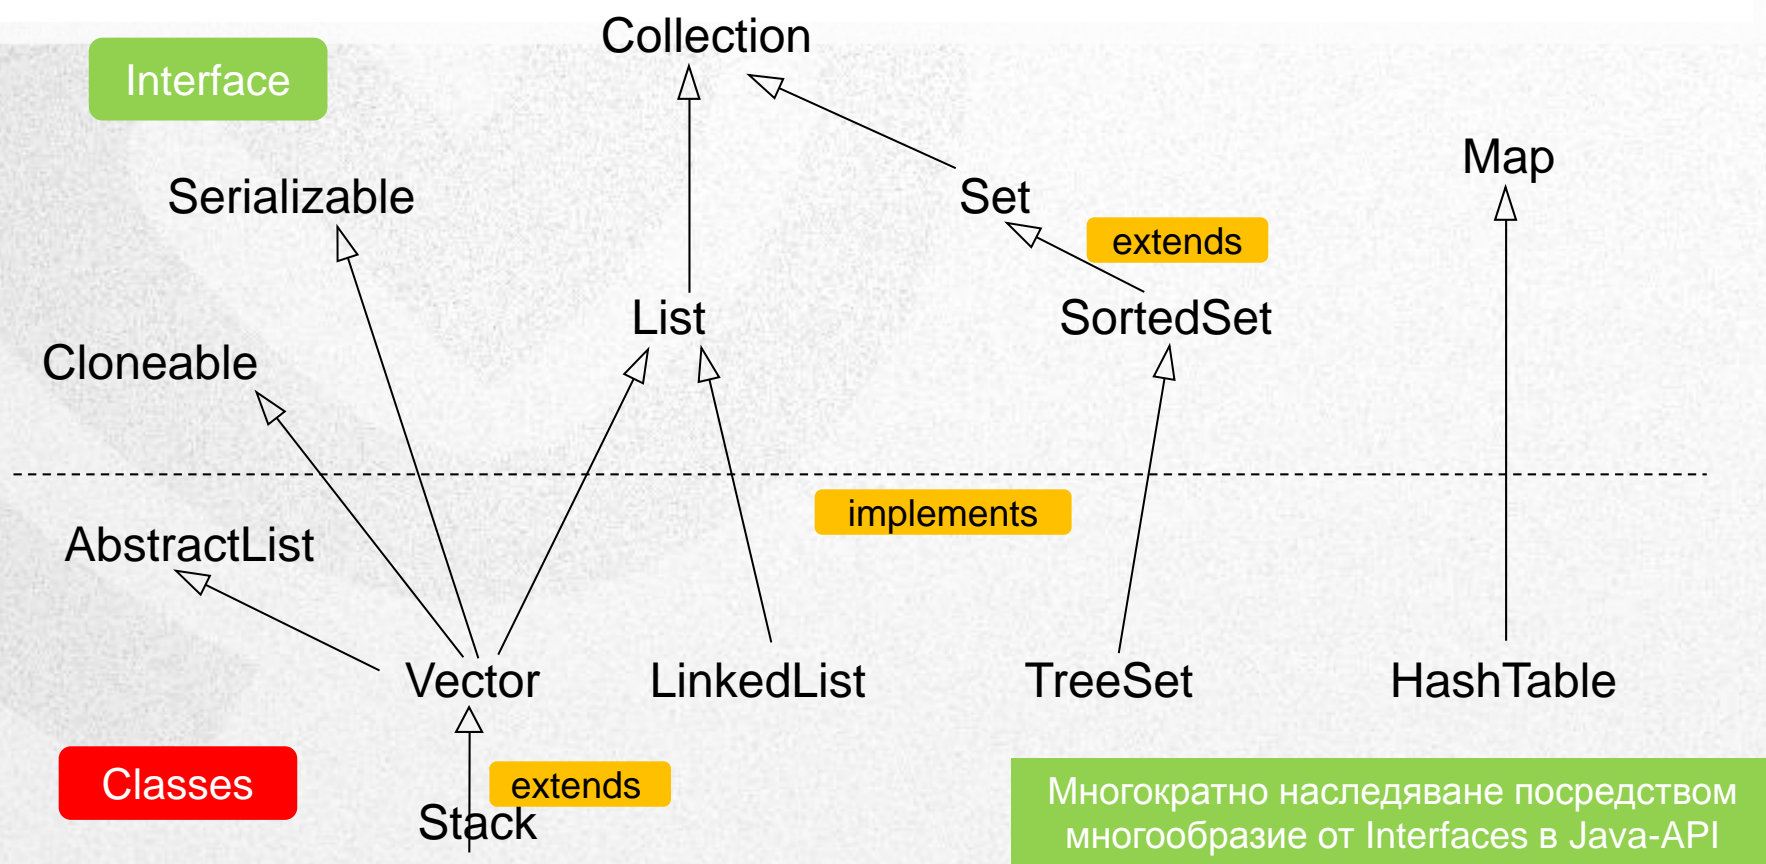 Collection
Interface
Map
Serializable
Set
extends
List
SortedSet
Cloneable
implements
AbstractList
Vector
LinkedList
TreeSet
HashTable
Classes
extends
Stack
Многократно наследяване посредством
многообразие от Interfaces в Java-API